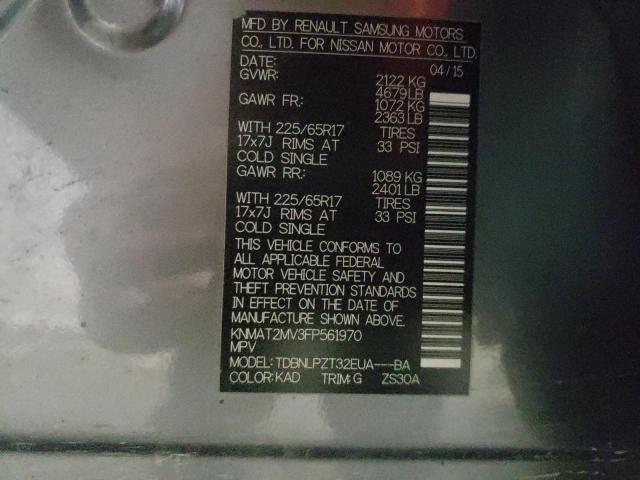 MFD BY RENAULT SAMSUNG MOTORS
CO., LTD. FOR NISSAN MOTOR CO., LTD.
DATE: 04/15
GVWR: 2122 KG
4679 LB
GAWR FR: 1072 KG
2363 LB
WITH 225/65R17 TIRES
17x7J RIMS AT 33 PSI
COLD SINGLE
GAWR RR: 1089 KG
2401 LB
WITH 225/65R17 TIRES
17x7J RIMS AT 33 PSI
COLD SINGLE
THIS VEHICLE CONFORMS TO
ALL APPLICABLE FEDERAL
MOTOR VEHICLE SAFETY AND
THEFT PREVENTION STANDARDS
IN EFFECT ON THE DATE OF
MANUFACTURE SHOWN ABOVE.
KNMAT2MV3FP561970
MPV
MODEL: TDBNLPZT32EUA---BA
COLOR: KAD TRIM: G ZS30A